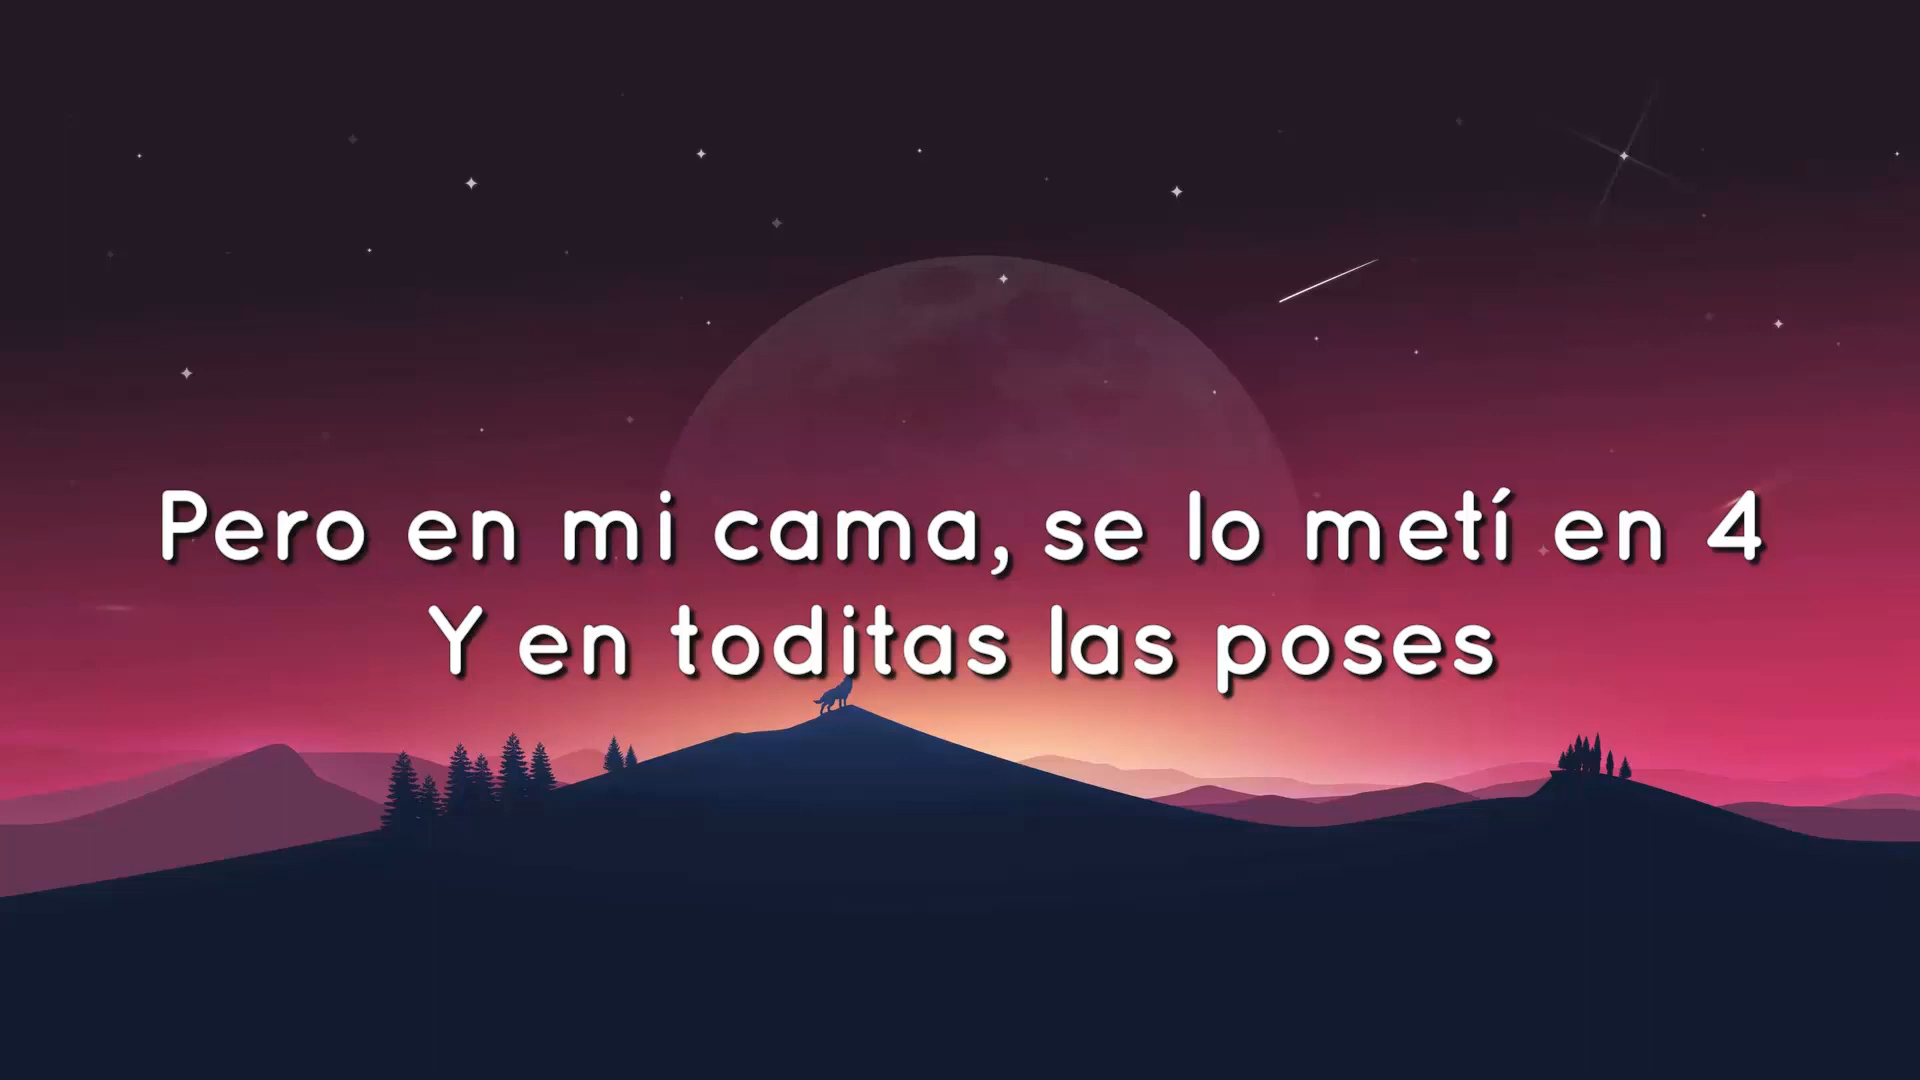 Pero en mi cama, se lo metí en 4
Y en toditas las poses